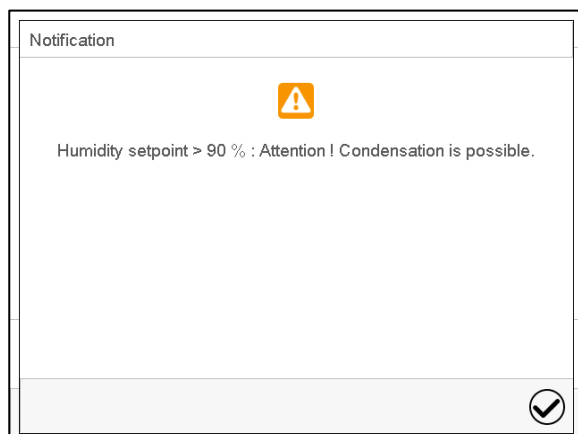 Notification
Humidity setpoint > 90 % : Attention ! Condensation is possible.